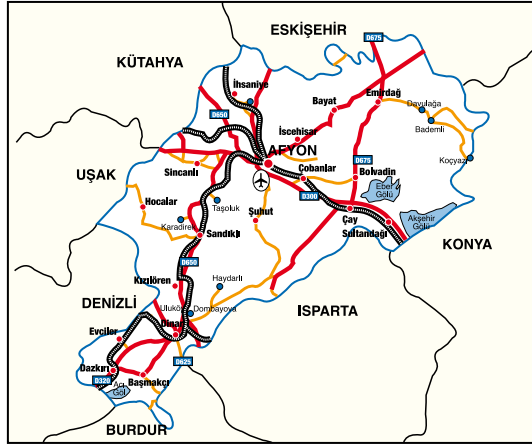 ESKİŞEHİR
D675
KÜTAHYA
İhsaniye
Emirdağ
Bayat
Davulağa
D650
Bademli
İscehisar
AFYON
Koçyazı
D675
Sincanlı
Çobanlar
Bolvadin
UŞAK
Eber
Gölü
D300
Hocalar
Taşoluk
Şuhut
Akşehir
Gölü
Çay
Karadirek
Sultandağı
Sandıklı
KONYA
D650
Kızılören
Haydarlı
DENİZLİ
Uluköy
Dombayova
ISPARTA
Evciler
Dinar
D625
Dazkırı
D320
Başmakçı
Acı
Göl
BURDUR